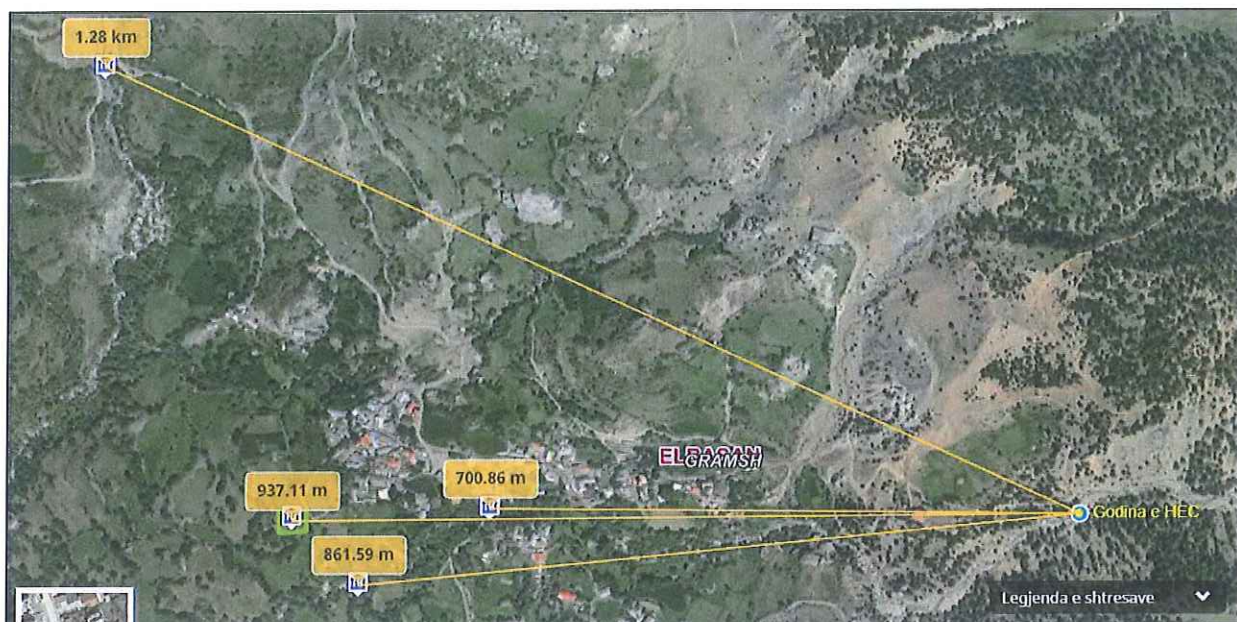 1.28 km
ELBASAN
GRAMSH
700.86 m
937.11 m
Godina e HEC
861.59 m
Legjenda e shtresave